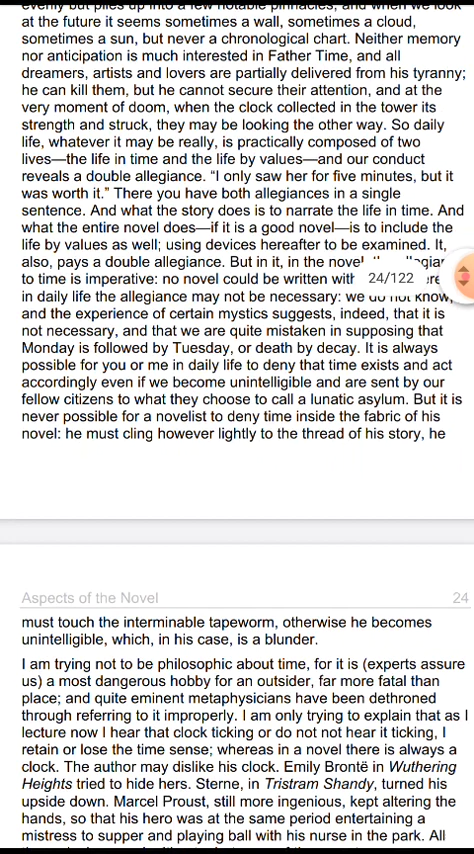 evenly but piles up into a few notable pinnacles, and when we look
at the future it seems sometimes a wall, sometimes a cloud,
sometimes a sun, but never a chronological chart. Neither memory
nor anticipation is much interested in Father Time, and all
dreamers, artists and lovers are partially delivered from his tyranny;
he can kill them, but he cannot secure their attention, and at the
very moment of doom, when the clock collected in the tower its
strength and struck, they may be looking the other way. So daily
life, whatever it may be really, is practically composed of two
lives—the life in time and the life by values—and our conduct
reveals a double allegiance. “I only saw her for five minutes, but it
was worth it.” There you have both allegiances in a single
sentence. And what the story does is to narrate the life in time. And
what the entire novel does—if it is a good novel—is to include the
life by values as well; using devices hereafter to be examined. It,
also, pays a double allegiance. But in it, in the novel
to time is imperative: no novel could be written
24/122
in daily life the allegiance may not be necessary: we do not know,
and the experience of certain mystics suggests, indeed, that it is
not necessary, and that we are quite mistaken in supposing that
Monday is followed by Tuesday, or death by decay. It is always
possible for you or me in daily life to deny that time exists and act
accordingly even if we become unintelligible and are sent by our
fellow citizens to what they choose to call a lunatic asylum. But it is
never possible for a novelist to deny time inside the fabric of his
novel: he must cling however lightly to the thread of his story, he
Aspects of the Novel 24
must touch the interminable tapeworm, otherwise he becomes
unintelligible, which, in his case, is a blunder.
I am trying not to be philosophic about time, for it is (experts assure
us) a most dangerous hobby for an outsider, far more fatal than
place; and quite eminent metaphysicians have been dethroned
through referring to it improperly. I am only trying to explain that as I
lecture now I hear that clock ticking or do not not hear it ticking, I
retain or lose the time sense; whereas in a novel there is always a
clock. The author may dislike his clock. Emily Brontë in Wuthering
Heights tried to hide hers. Sterne, in Tristram Shandy, turned his
upside down. Marcel Proust, still more ingenious, kept altering the
hands, so that his hero was at the same period entertaining a
mistress to supper and playing ball with his nurse in the park. All